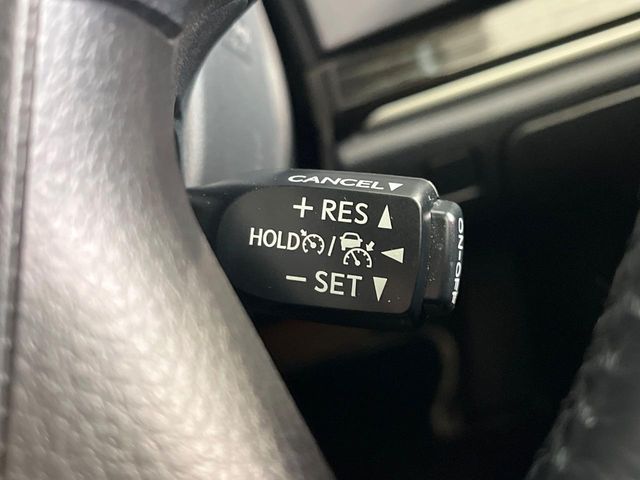 CANCEL▼
+ RES ▲
HOLD / ◀
− SET ▼
ON-OFF